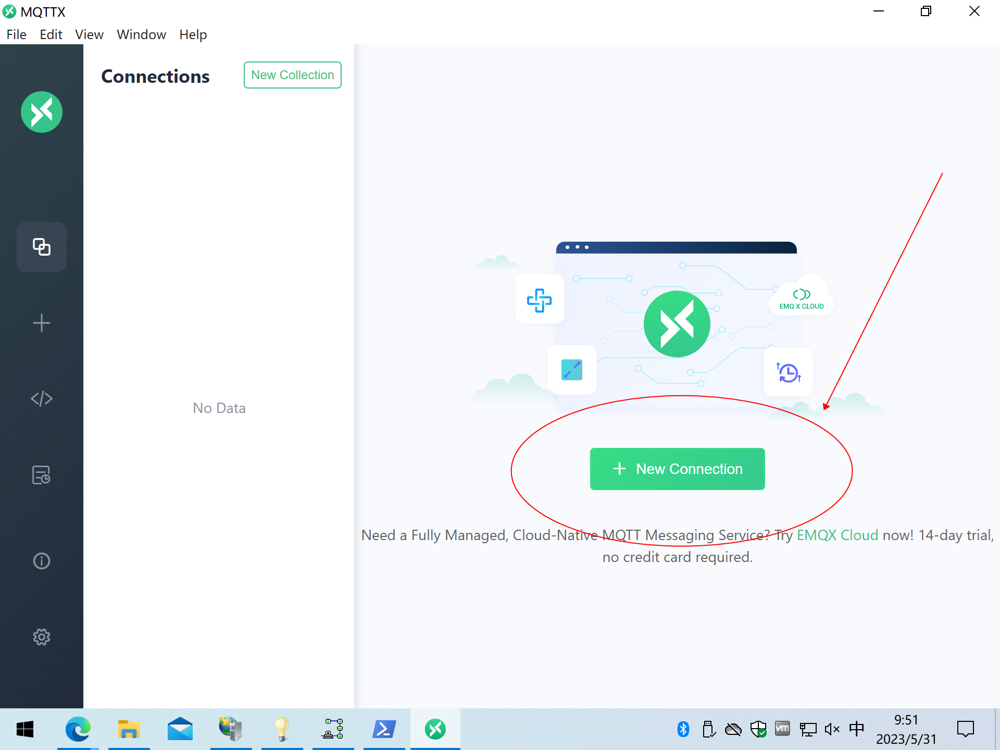 MQTTX
File Edit View Window Help
Connections
New Collection
No Data
EMQ X CLOUD
New Connection
Need a Fully Managed, Cloud-Native MQTT Messaging Service? Try EMQX Cloud now! 14-day trial,
no credit card required.
vm
中
9:51
2023/5/31